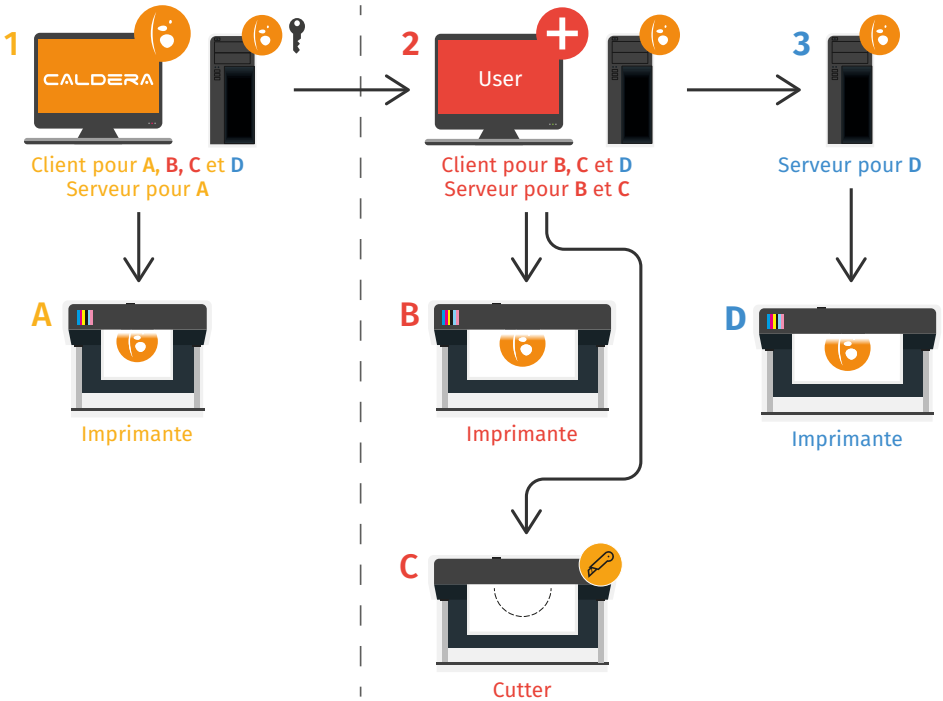 1
CALDERA
Client pour A, B, C et D
Serveur pour A
A
Imprimante
2
User
Client pour B, C et D
Serveur pour B et C
B
Imprimante
C
Cutter
3
Serveur pour D
D
Imprimante